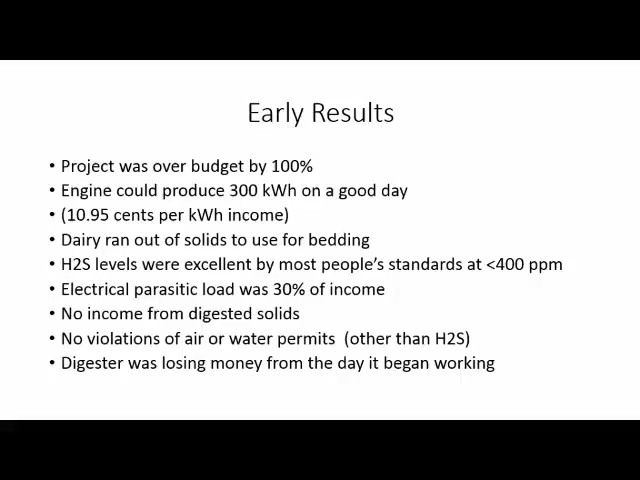 Early Results
• Project was over budget by 100%
• Engine could produce 300 kWh on a good day
• (10.95 cents per kWh income)
• Dairy ran out of solids to use for bedding
• H2S levels were excellent by most people’s standards at <400 ppm
• Electrical parasitic load was 30% of income
• No income from digested solids
• No violations of air or water permits  (other than H2S)
• Digester was losing money from the day it began working